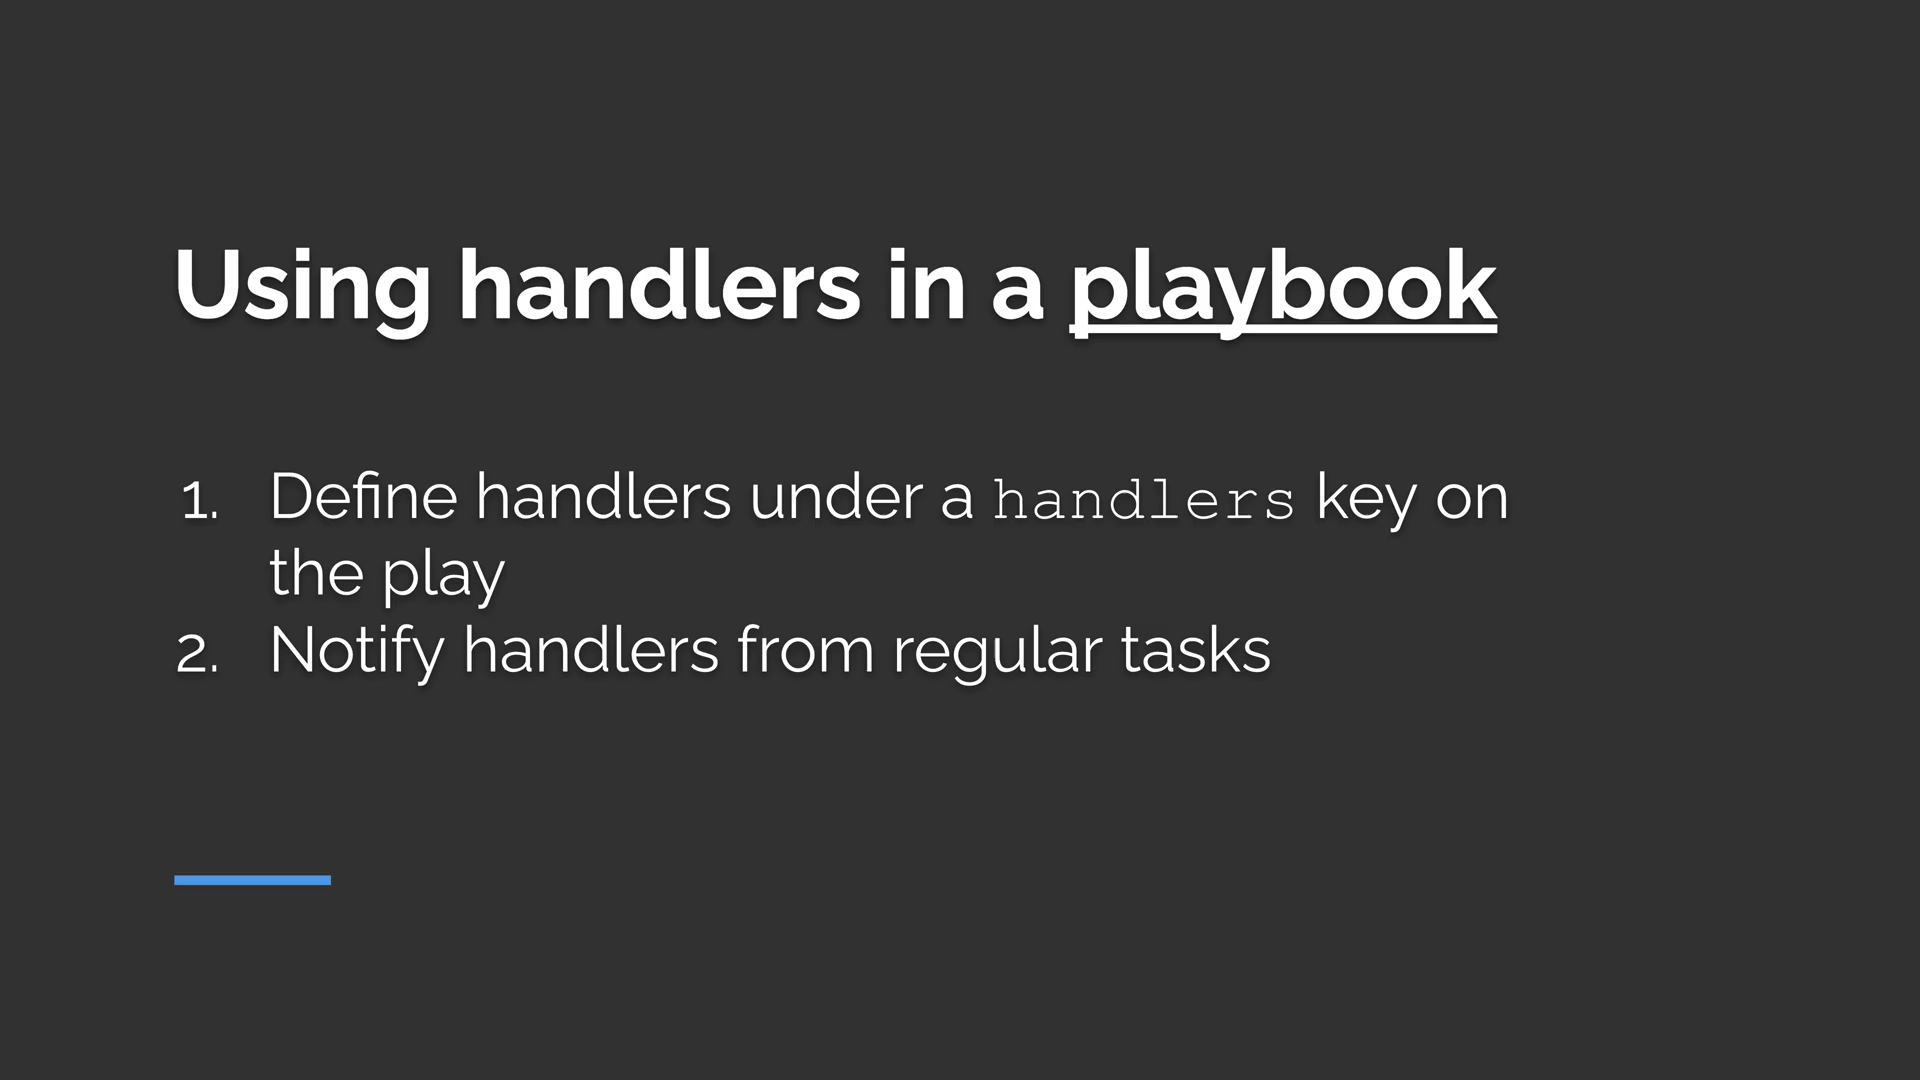 Using handlers in a playbook
1. Define handlers under a handlers key on
the play
2. Notify handlers from regular tasks